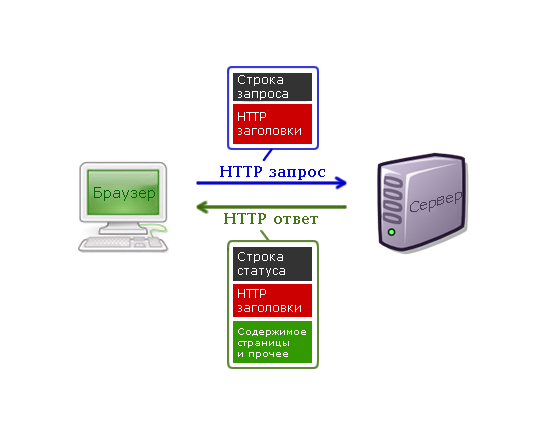 Строка
запроса
HTTP
заголовки
HTTP запрос
Браузер
Сервер
HTTP ответ
Строка
статуса
HTTP
заголовки
Содержимое
страницы
и прочее